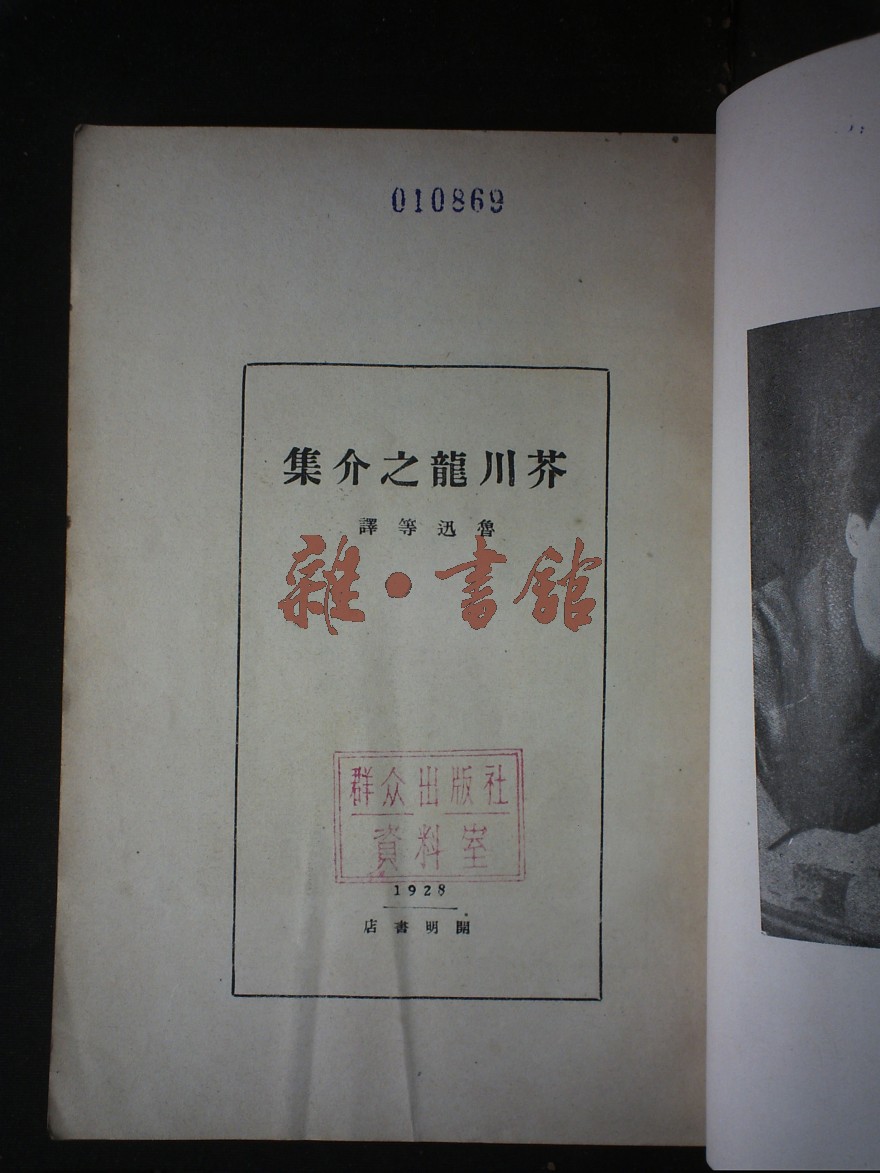 010869
芥川龍之介集
魯迅等譯
雜•書館
群众出版社
資料室
1928
開明書店